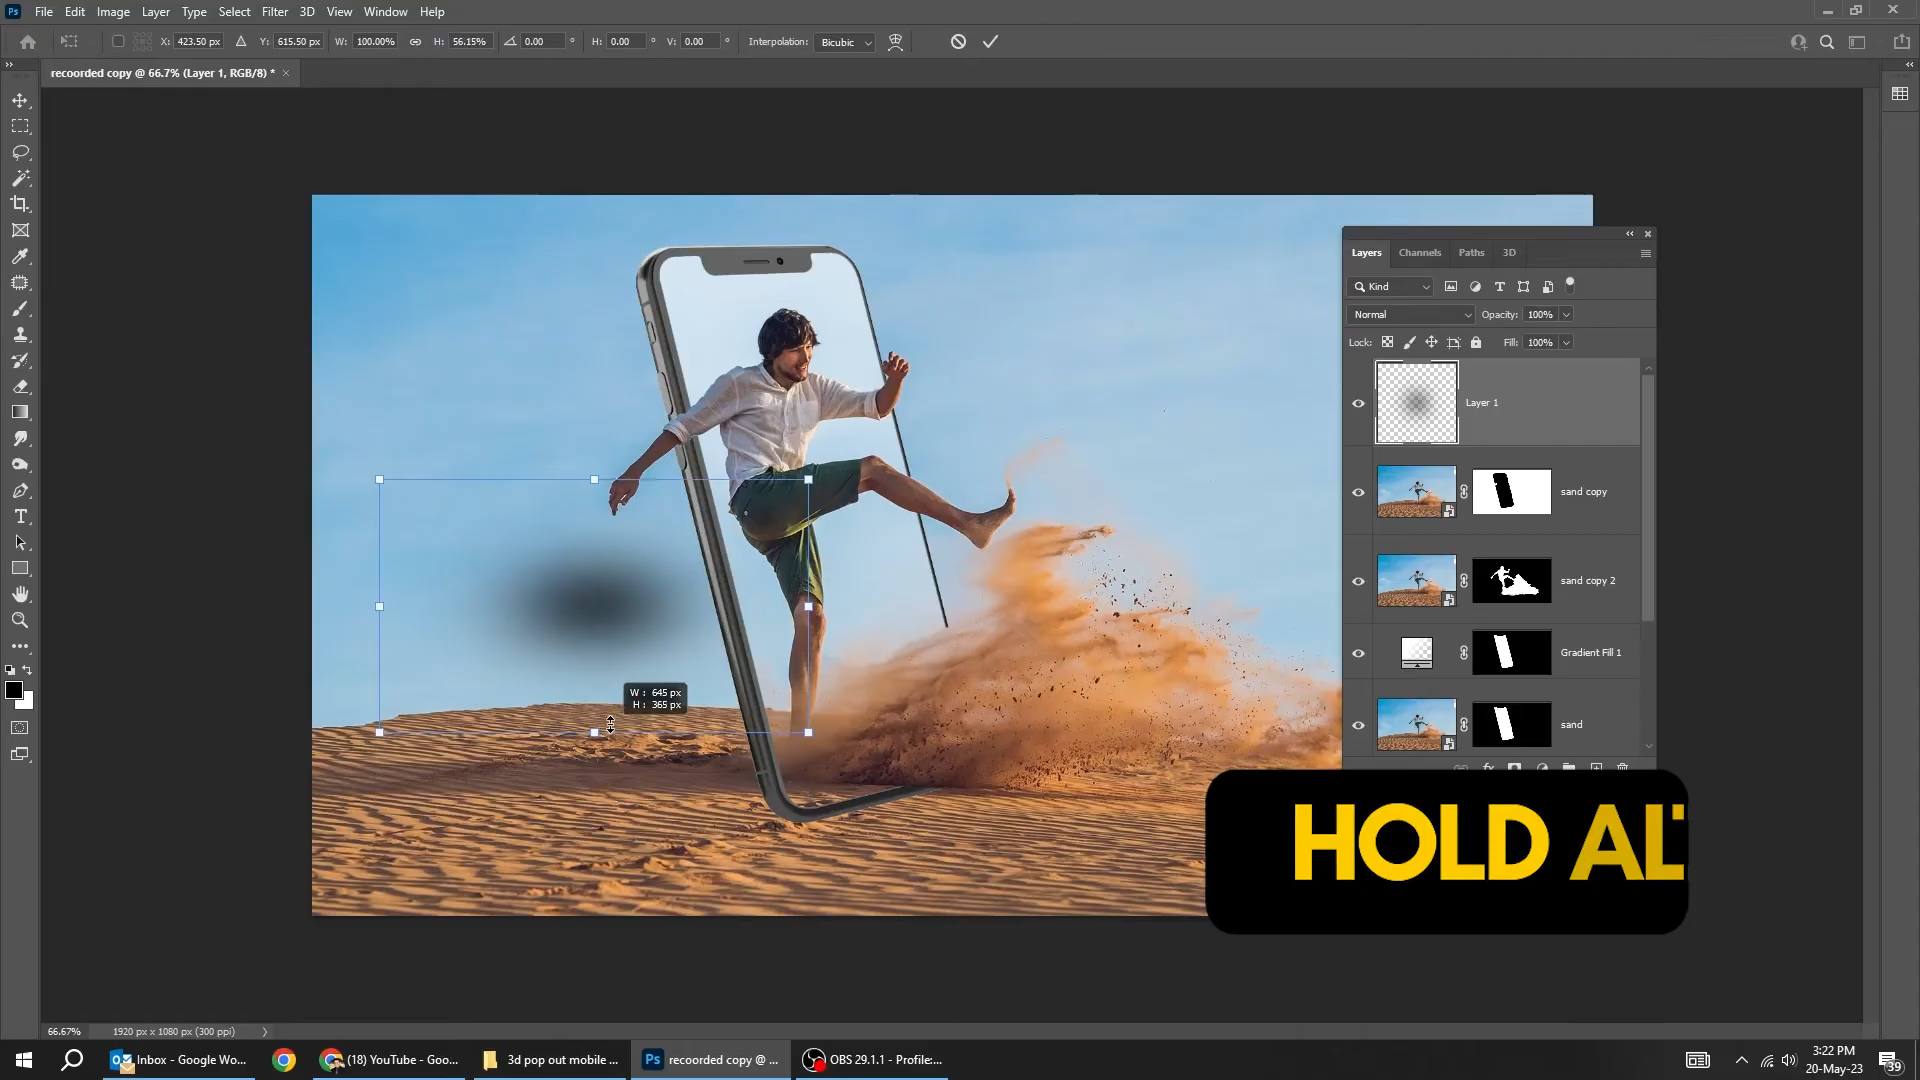 Ps File Edit Image Layer Type Select Filter 3D View Window Help
X: 423.50 px Y: 615.50 px W: 100.00% H: 56.15% 0.00 ° H: 0.00 ° V: 0.00 ° Interpolation: Bicubic
recoorded copy @ 66.7% (Layer 1, RGB/8) * ×
Layers Channels Paths 3D
Kind
Normal Opacity: 100%
Lock: Fill: 100%
Layer 1
sand copy
sand copy 2
Gradient Fill 1
sand
W : 645 px
H : 365 px
HOLD ALT
66.67% 1920 px x 1080 px (300 ppi)
Inbox - Google Wo... (18) YouTube - Goo... 3d pop out mobile ... Ps recoorded copy @ ... OBS 29.1.1 - Profile:...
3:22 PM
20-May-23
39